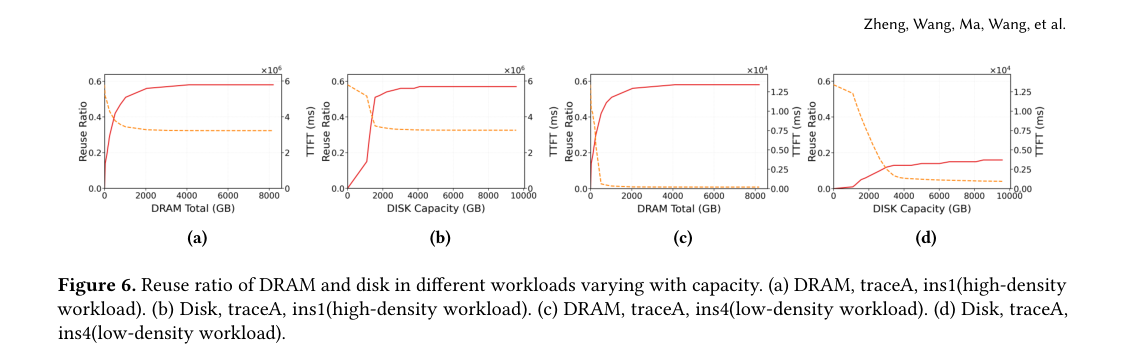 Zheng, Wang, Ma, Wang, et al.
×10⁶
0.6
0.4
0.2
0.0
Reuse Ratio
6
4
2
0
TTFT (ms)
0 2000 4000 6000 8000
DRAM Total (GB)
(a)
×10⁶
0.6
0.4
0.2
0.0
Reuse Ratio
6
4
2
0
TTFT (ms)
0 2000 4000 6000 8000 10000
DISK Capacity (GB)
(b)
×10⁴
0.6
0.4
0.2
0.0
Reuse Ratio
1.25
1.00
0.75
0.50
0.25
0.00
TTFT (ms)
0 2000 4000 6000 8000
DRAM Total (GB)
(c)
×10⁴
0.6
0.4
0.2
0.0
Reuse Ratio
1.25
1.00
0.75
0.50
0.25
0.00
TTFT (ms)
0 2000 4000 6000 8000 10000
DISK Capacity (GB)
(d)
Figure 6. Reuse ratio of DRAM and disk in different workloads varying with capacity. (a) DRAM, traceA, ins1(high-density
workload). (b) Disk, traceA, ins1(high-density workload). (c) DRAM, traceA, ins4(low-density workload). (d) Disk, traceA,
ins4(low-density workload).